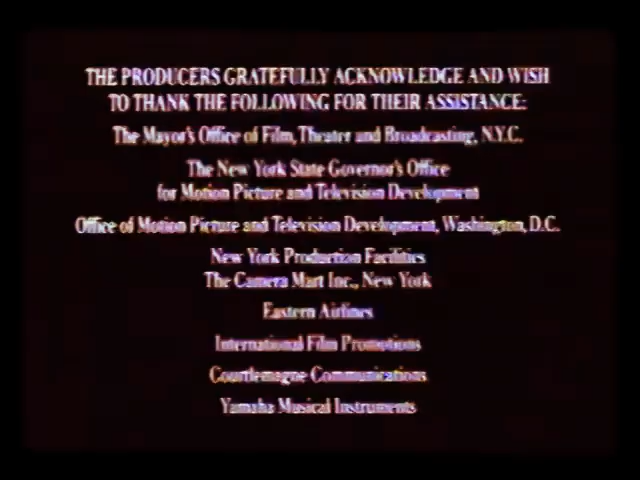 THE PRODUCERS GRATEFULLY ACKNOWLEDGE AND WISH
TO THANK THE FOLLOWING FOR THEIR ASSISTANCE:
The Mayor's Office of Film, Theater and Broadcasting, N.Y.C.
The New York State Governor's Office
for Motion Picture and Television Development
Office of Motion Picture and Television Development, Washington, D.C.
New York Production Facilities
The Camera Mart Inc., New York
Eastern Airlines
International Film Promotions
Courtlemagne Communications
Yamaha Musical Instruments